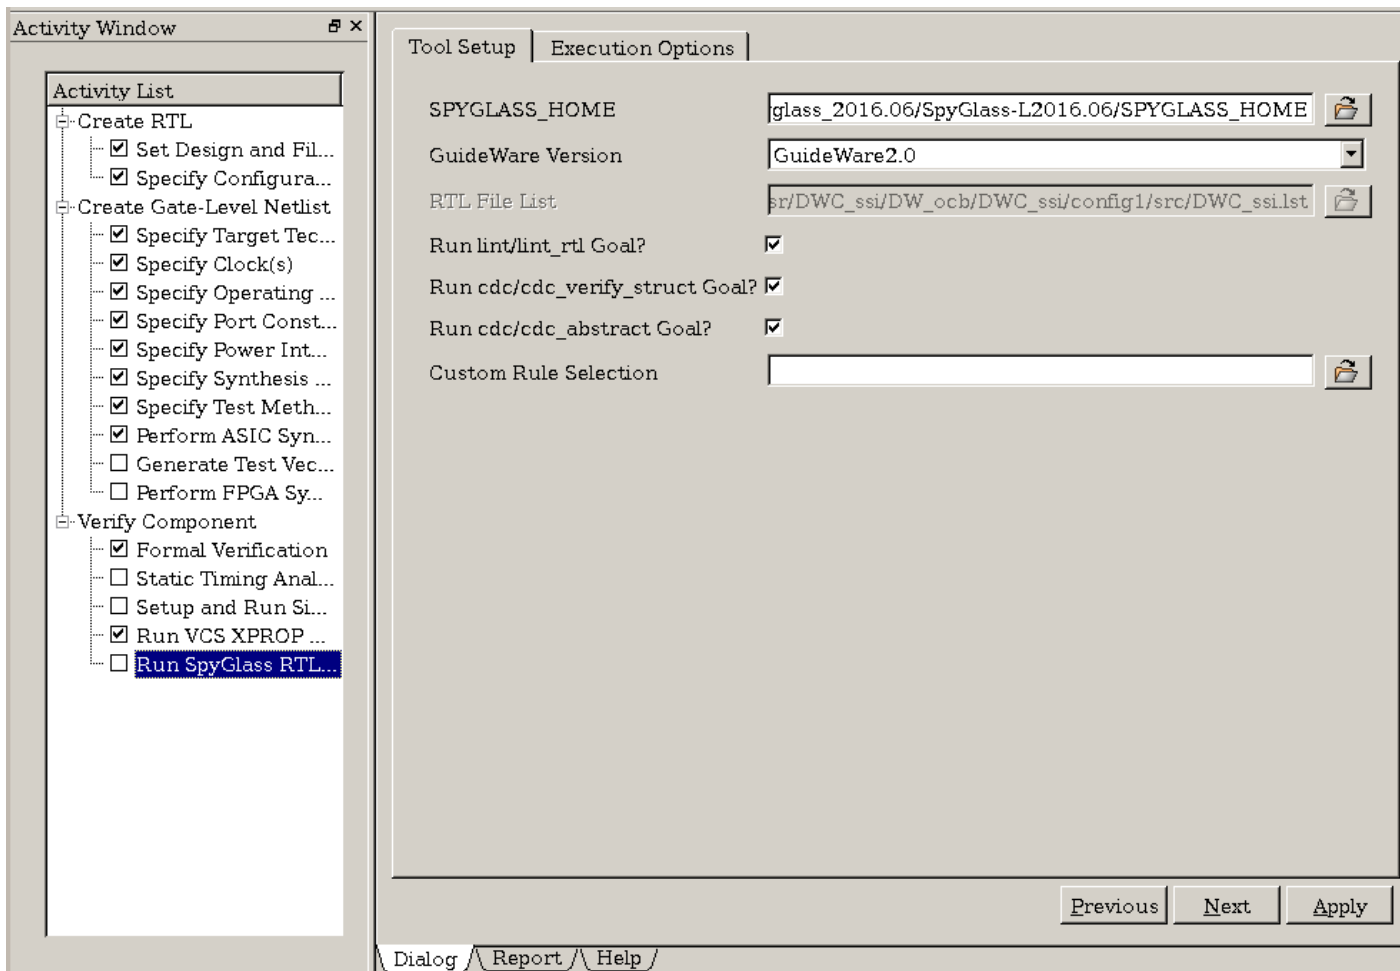 Activity Window
Activity List
Create RTL
Set Design and Fil...
Specify Configura...
Create Gate-Level Netlist
Specify Target Tec...
Specify Clock(s)
Specify Operating ...
Specify Port Const...
Specify Power Int...
Specify Synthesis ...
Specify Test Meth...
Perform ASIC Syn...
Generate Test Vec...
Perform FPGA Sy...
Verify Component
Formal Verification
Static Timing Anal...
Setup and Run Si...
Run VCS XPROP ...
Run SpyGlass RTL...
Tool Setup Execution Options
SPYGLASS_HOME glass_2016.06/SpyGlass-L2016.06/SPYGLASS_HOME
GuideWare Version GuideWare2.0
RTL File List sr/DWC_ssi/DW_ocb/DWC_ssi/config1/src/DWC_ssi.lst
Run lint/lint_rtl Goal?
Run cdc/cdc_verify_struct Goal?
Run cdc/cdc_abstract Goal?
Custom Rule Selection
Previous Next Apply
Dialog Report Help